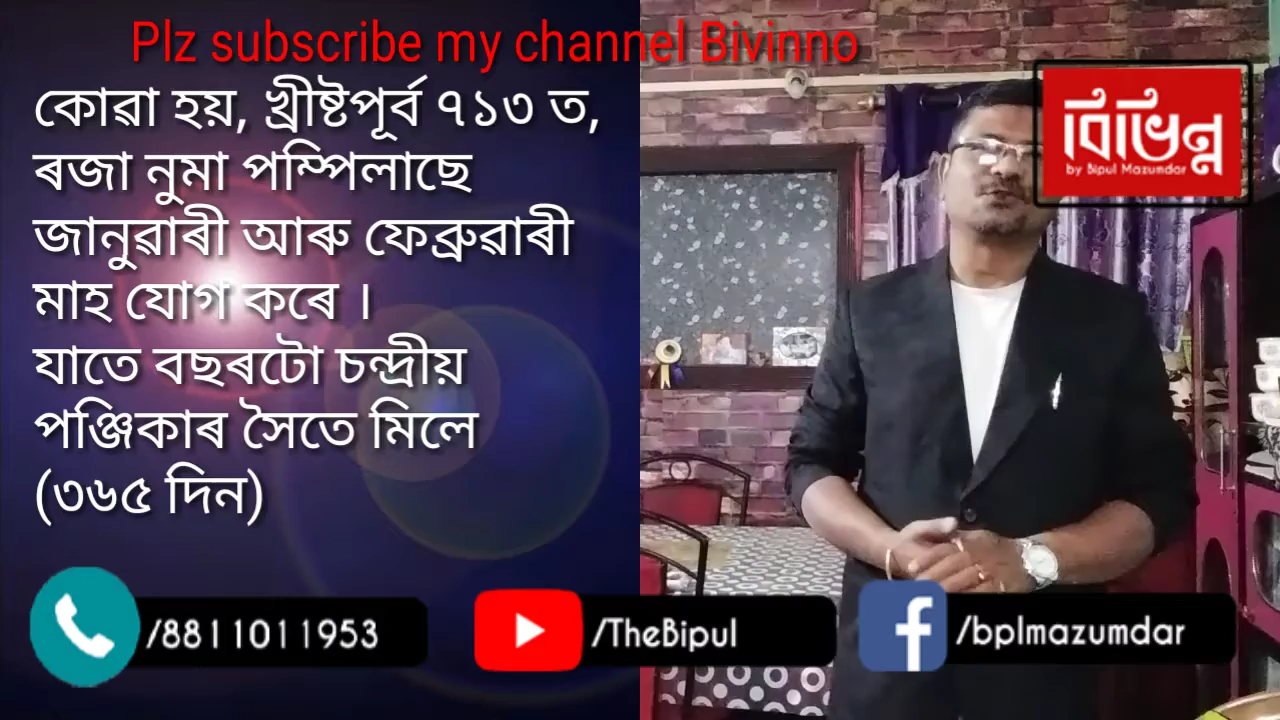 Plz subscribe my channel Bivinno
কোৱা হয়, খ্ৰীষ্টপূৰ্ব ৭১৩ ত,
ৰজা নুমা পম্পিলাছে
জানুৱাৰী আৰু ফেব্ৰুৱাৰী
মাহ যোগ কৰে ।
যাতে বছৰটো চন্দ্ৰীয়
পঞ্জিকাৰ সৈতে মিলে
(৩৬৫ দিন)
বিভিন্ন
by Bipul Mazumdar
/8811011953
/TheBipul
/bplmazumdar